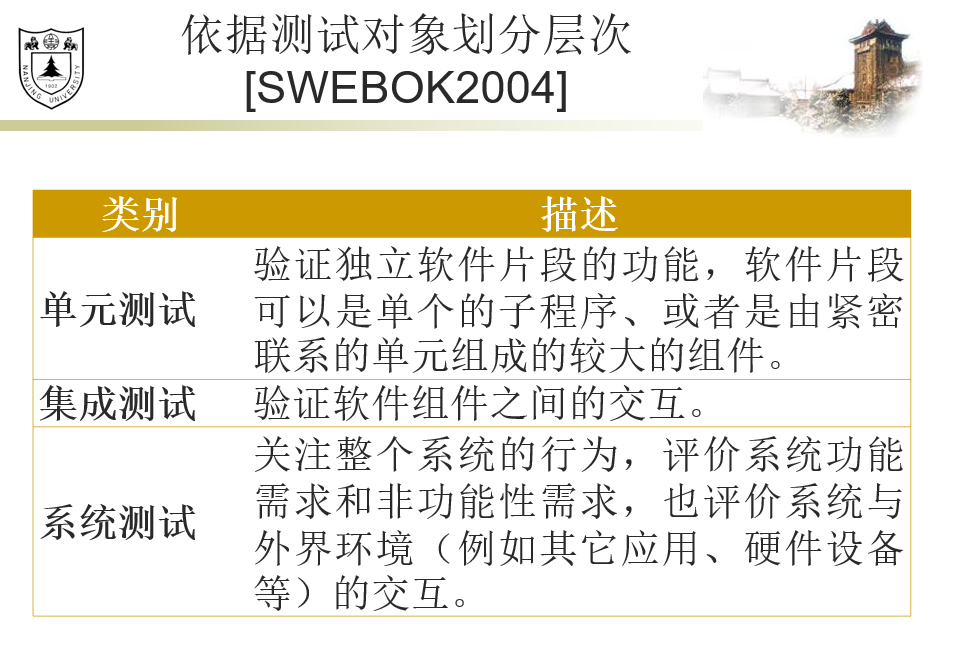 依据测试对象划分层次
[SWEBOK2004]
NANJING UNIVERSITY
1902
类别 描述
单元测试
验证独立软件片段的功能，软件片段
可以是单个的子程序、或者是由紧密
联系的单元组成的较大的组件。
集成测试 验证软件组件之间的交互。
系统测试
关注整个系统的行为，评价系统功能
需求和非功能性需求，也评价系统与
外界环境（例如其它应用、硬件设备
等）的交互。